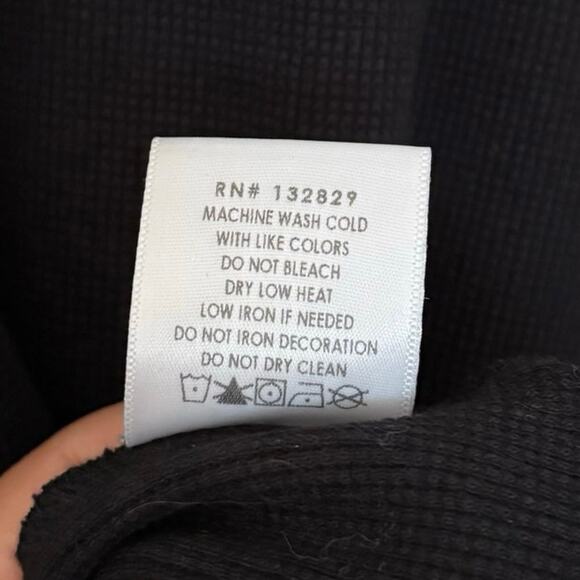 RN# 132829
MACHINE WASH COLD
WITH LIKE COLORS
DO NOT BLEACH
DRY LOW HEAT
LOW IRON IF NEEDED
DO NOT IRON DECORATION
DO NOT DRY CLEAN